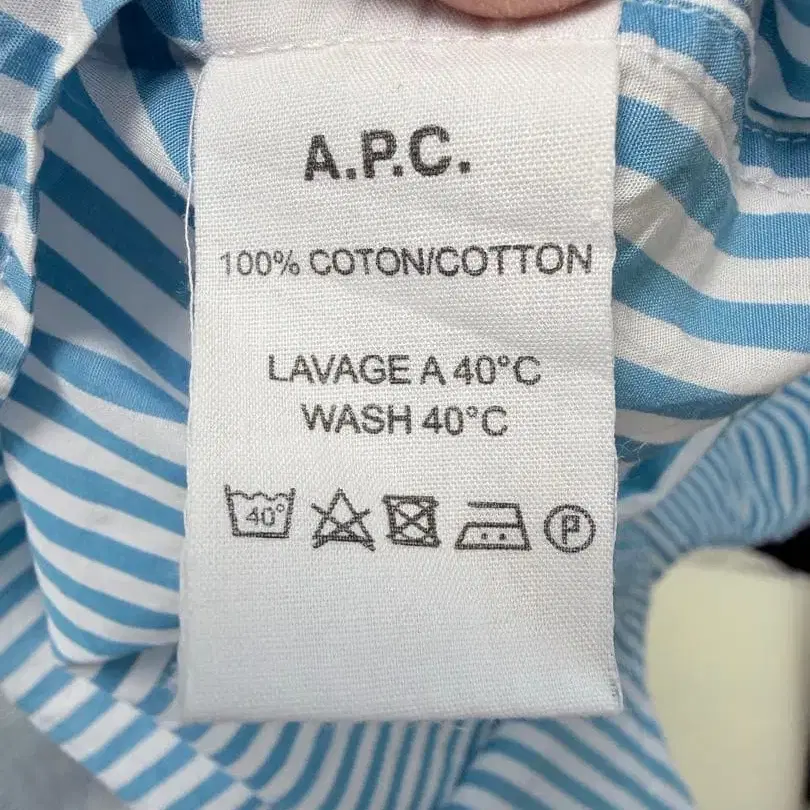 A.P.C.
100% COTON/COTTON
LAVAGE A 40°C
WASH 40°C
40°
P